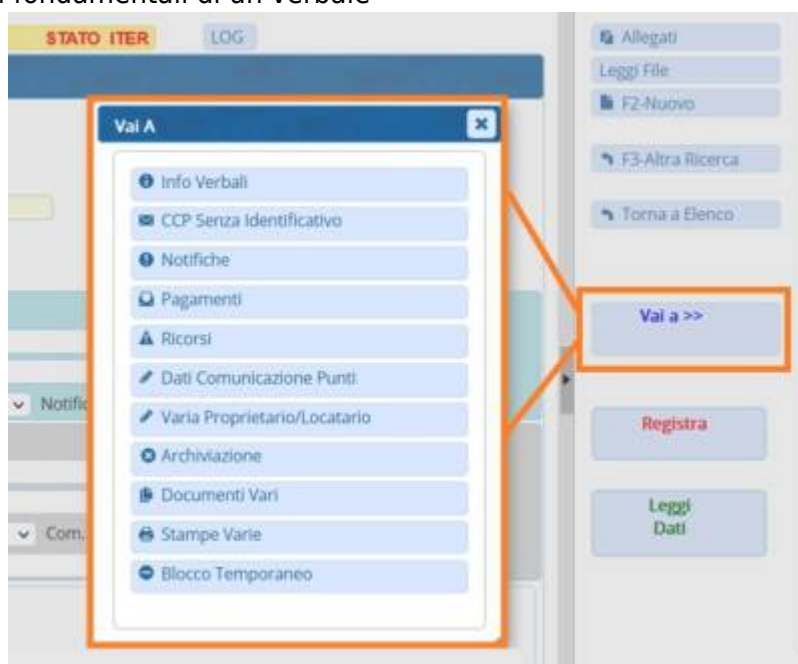 fondamentali di un Verbale
STATO ITER
LOG
Allegati
Leggi File
F2-Nuovo
F3-Altra Ricerca
Torna a Elenco
Vai A
Info Verbali
CCP Senza Identificativo
Notifiche
Pagamenti
Ricorsi
Dati Comunicazione Punti
Varia Proprietario/Locatario
Archiviazione
Documenti Vari
Stampe Varie
Blocco Temporaneo
Vai a >>
Registra
Leggi
Dati
Notific
Com.